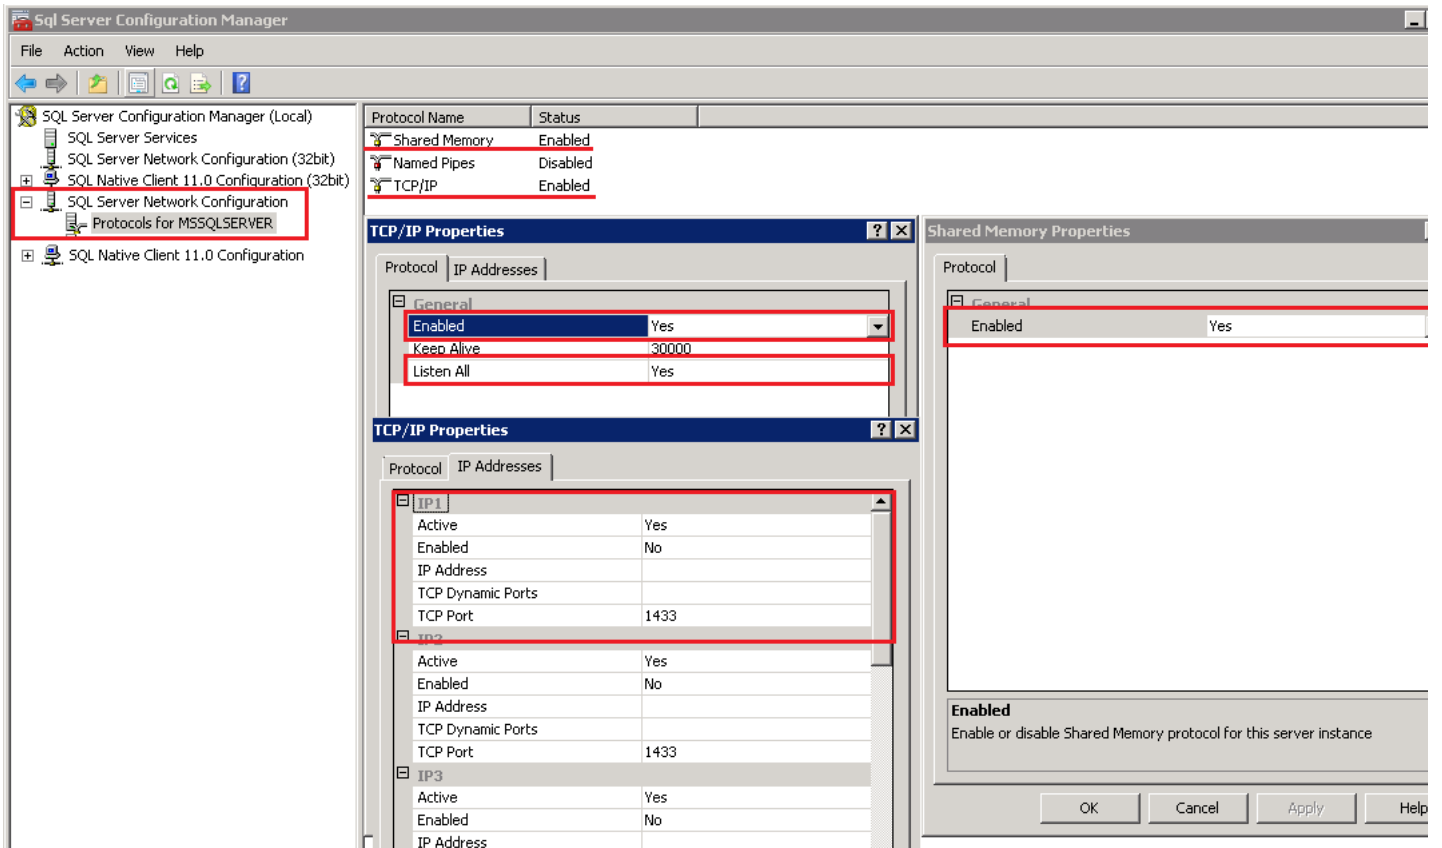 Sql Server Configuration Manager
File Action View Help
SQL Server Configuration Manager (Local)
SQL Server Services
SQL Server Network Configuration (32bit)
SQL Native Client 11.0 Configuration (32bit)
SQL Server Network Configuration
Protocols for MSSQLSERVER
SQL Native Client 11.0 Configuration
Protocol Name Status
Shared Memory Enabled
Named Pipes Disabled
TCP/IP Enabled
TCP/IP Properties
Protocol IP Addresses
General
Enabled Yes
Keep Alive 30000
Listen All Yes
TCP/IP Properties
Protocol IP Addresses
IP1
Active Yes
Enabled No
IP Address
TCP Dynamic Ports
TCP Port 1433
IP2
Active Yes
Enabled No
IP Address
TCP Dynamic Ports
TCP Port 1433
IP3
Active Yes
Enabled No
IP Address
Shared Memory Properties
Protocol
General
Enabled Yes
Enabled
Enable or disable Shared Memory protocol for this server instance
OK Cancel Apply Help